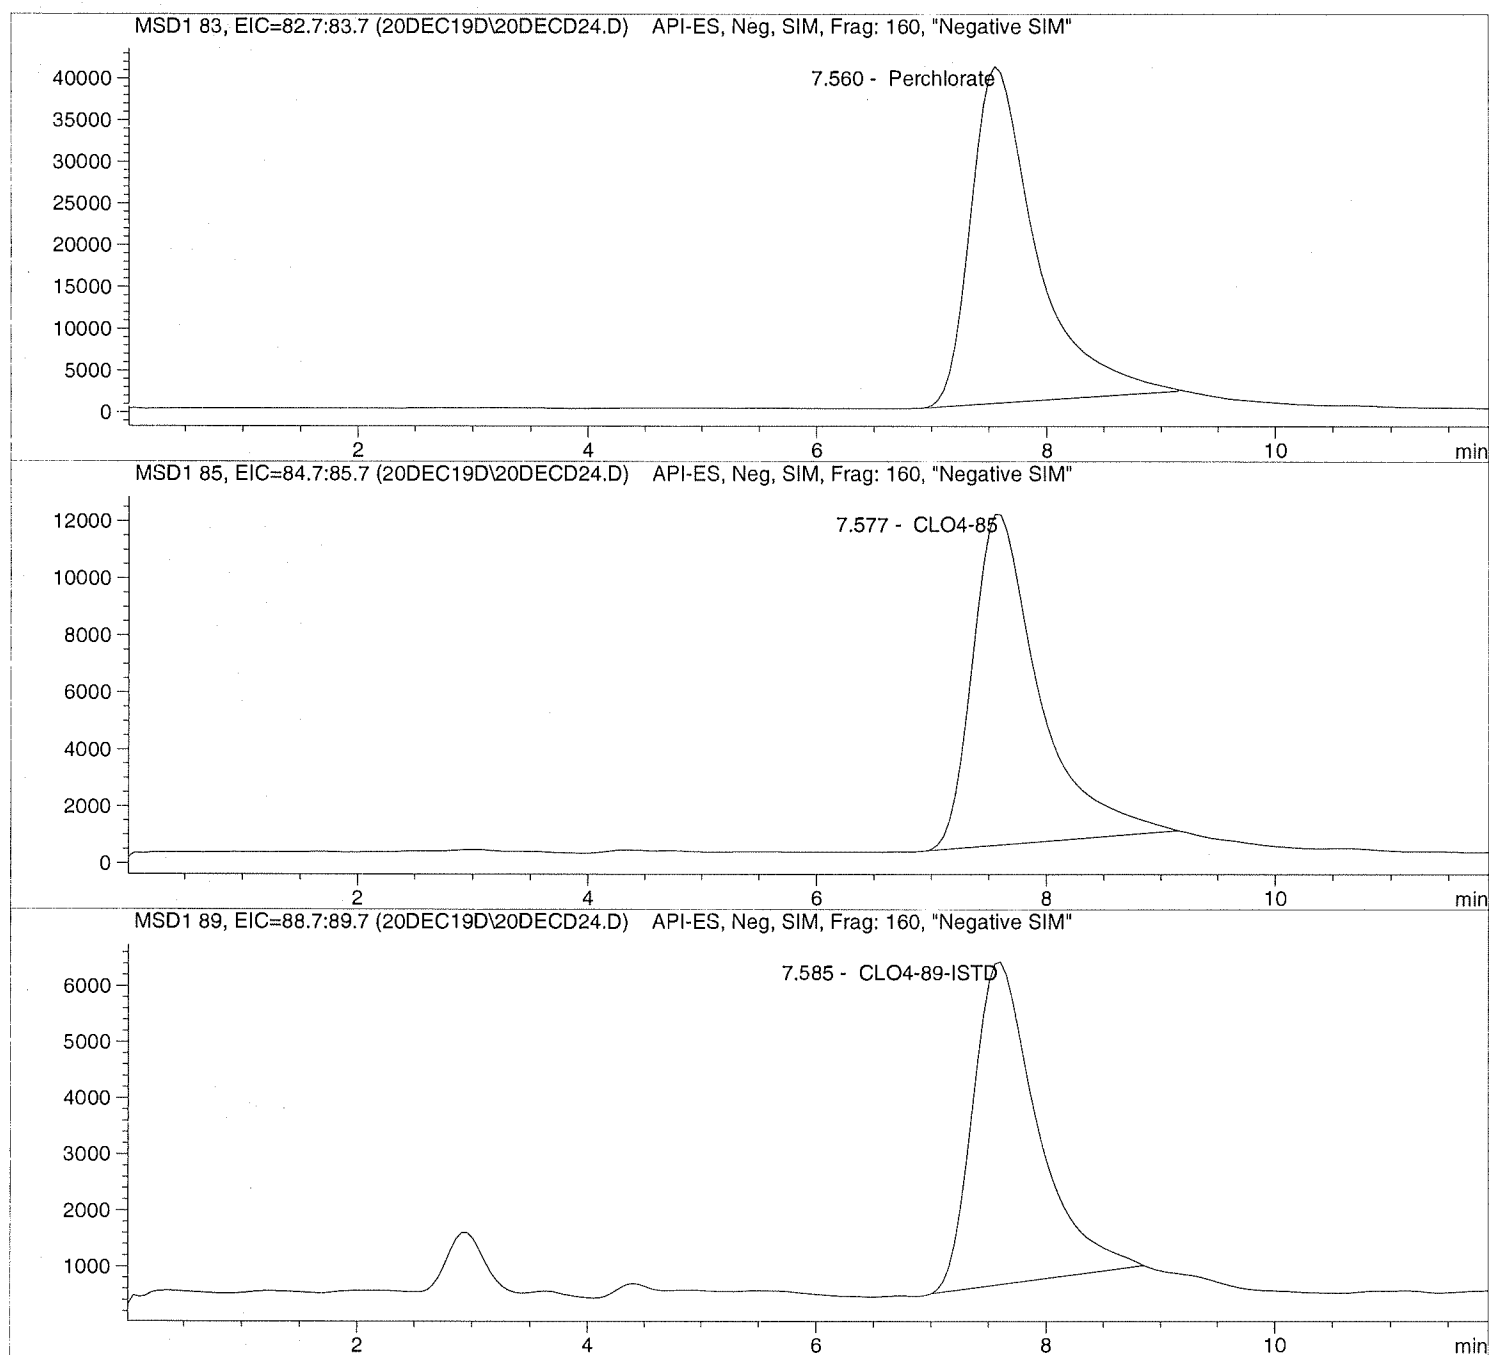 MSD1 83, EIC=82.7:83.7 (20DEC19D\20DECD24.D) API-ES, Neg, SIM, Frag: 160, "Negative SIM"
7.560 - Perchlorate
40000
35000
30000
25000
20000
15000
10000
5000
0
2 4 6 8 10 min
MSD1 85, EIC=84.7:85.7 (20DEC19D\20DECD24.D) API-ES, Neg, SIM, Frag: 160, "Negative SIM"
7.577 - CLO4-85
12000
10000
8000
6000
4000
2000
0
2 4 6 8 10 min
MSD1 89, EIC=88.7:89.7 (20DEC19D\20DECD24.D) API-ES, Neg, SIM, Frag: 160, "Negative SIM"
7.585 - CLO4-89-ISTD
6000
5000
4000
3000
2000
1000
2 4 6 8 10 min